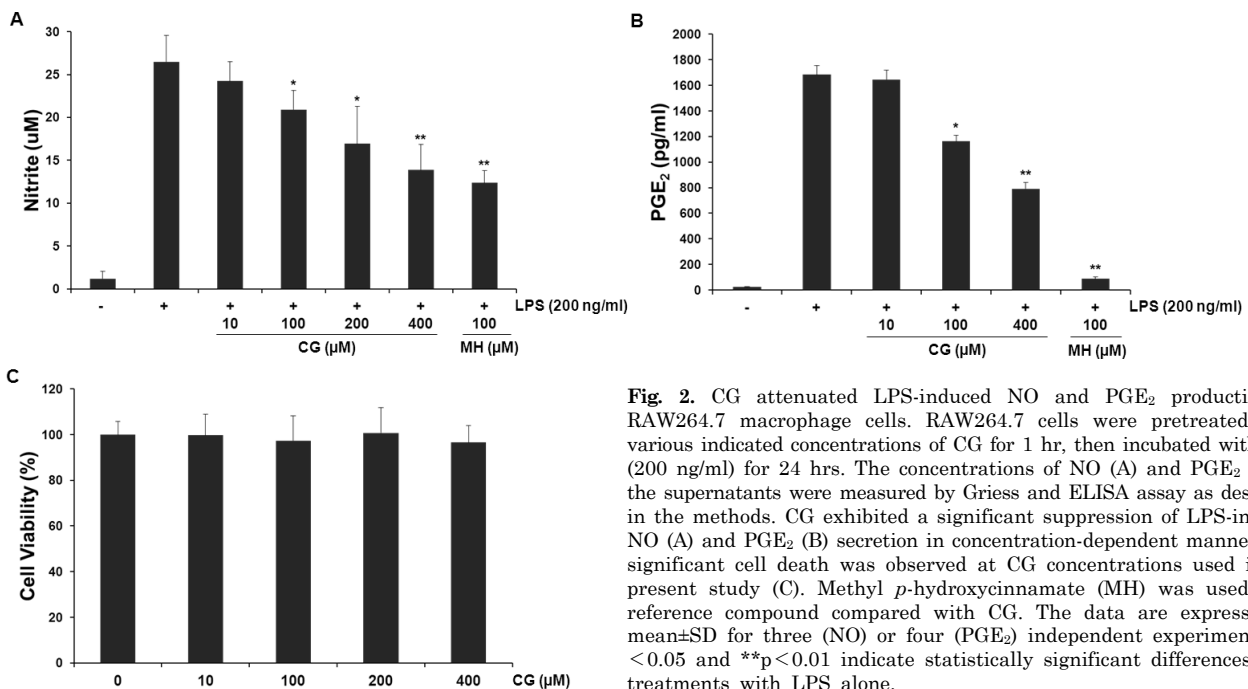 A
Nitrite (uM)
35
30
25
20
15
10
5
0
* * ** **
- + + + + + + LPS (200 ng/ml)
10 100 200 400 100
CG (µM) MH (µM)
B
PGE₂ (pg/ml)
2000
1800
1600
1400
1200
1000
800
600
400
200
0
* ** **
- + + + + + LPS (200 ng/ml)
10 100 400 100
CG (µM) MH (µM)
C
Cell Viability (%)
120
100
80
60
40
20
0
0 10 100 200 400 CG (µM)
Fig. 2. CG attenuated LPS-induced NO and PGE₂ producti
RAW264.7 macrophage cells. RAW264.7 cells were pretreated
various indicated concentrations of CG for 1 hr, then incubated wit
(200 ng/ml) for 24 hrs. The concentrations of NO (A) and PGE₂
the supernatants were measured by Griess and ELISA assay as des
in the methods. CG exhibited a significant suppression of LPS-in
NO (A) and PGE₂ (B) secretion in concentration-dependent manne
significant cell death was observed at CG concentrations used i
present study (C). Methyl p-hydroxycinnamate (MH) was used
reference compound compared with CG. The data are express
mean±SD for three (NO) or four (PGE₂) independent experimen
<0.05 and **p<0.01 indicate statistically significant differences
treatments with LPS alone.